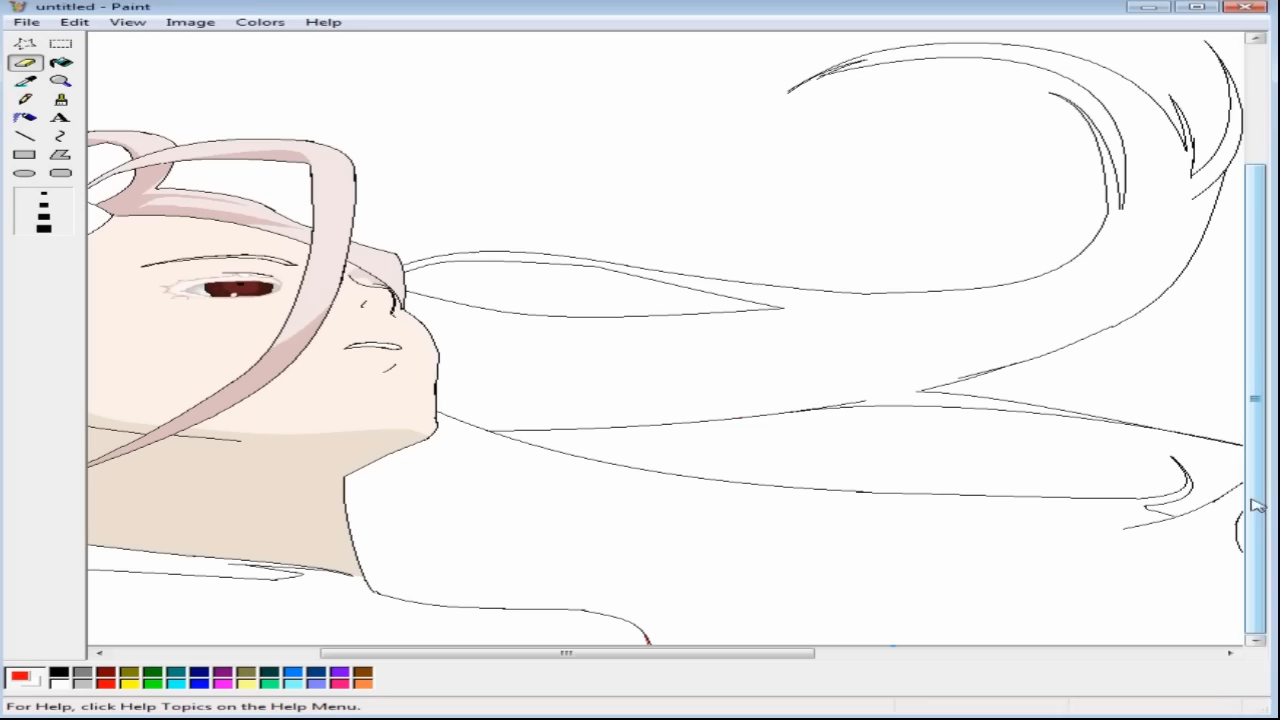 untitled - Paint
File Edit View Image Colors Help
A
For Help, click Help Topics on the Help Menu.